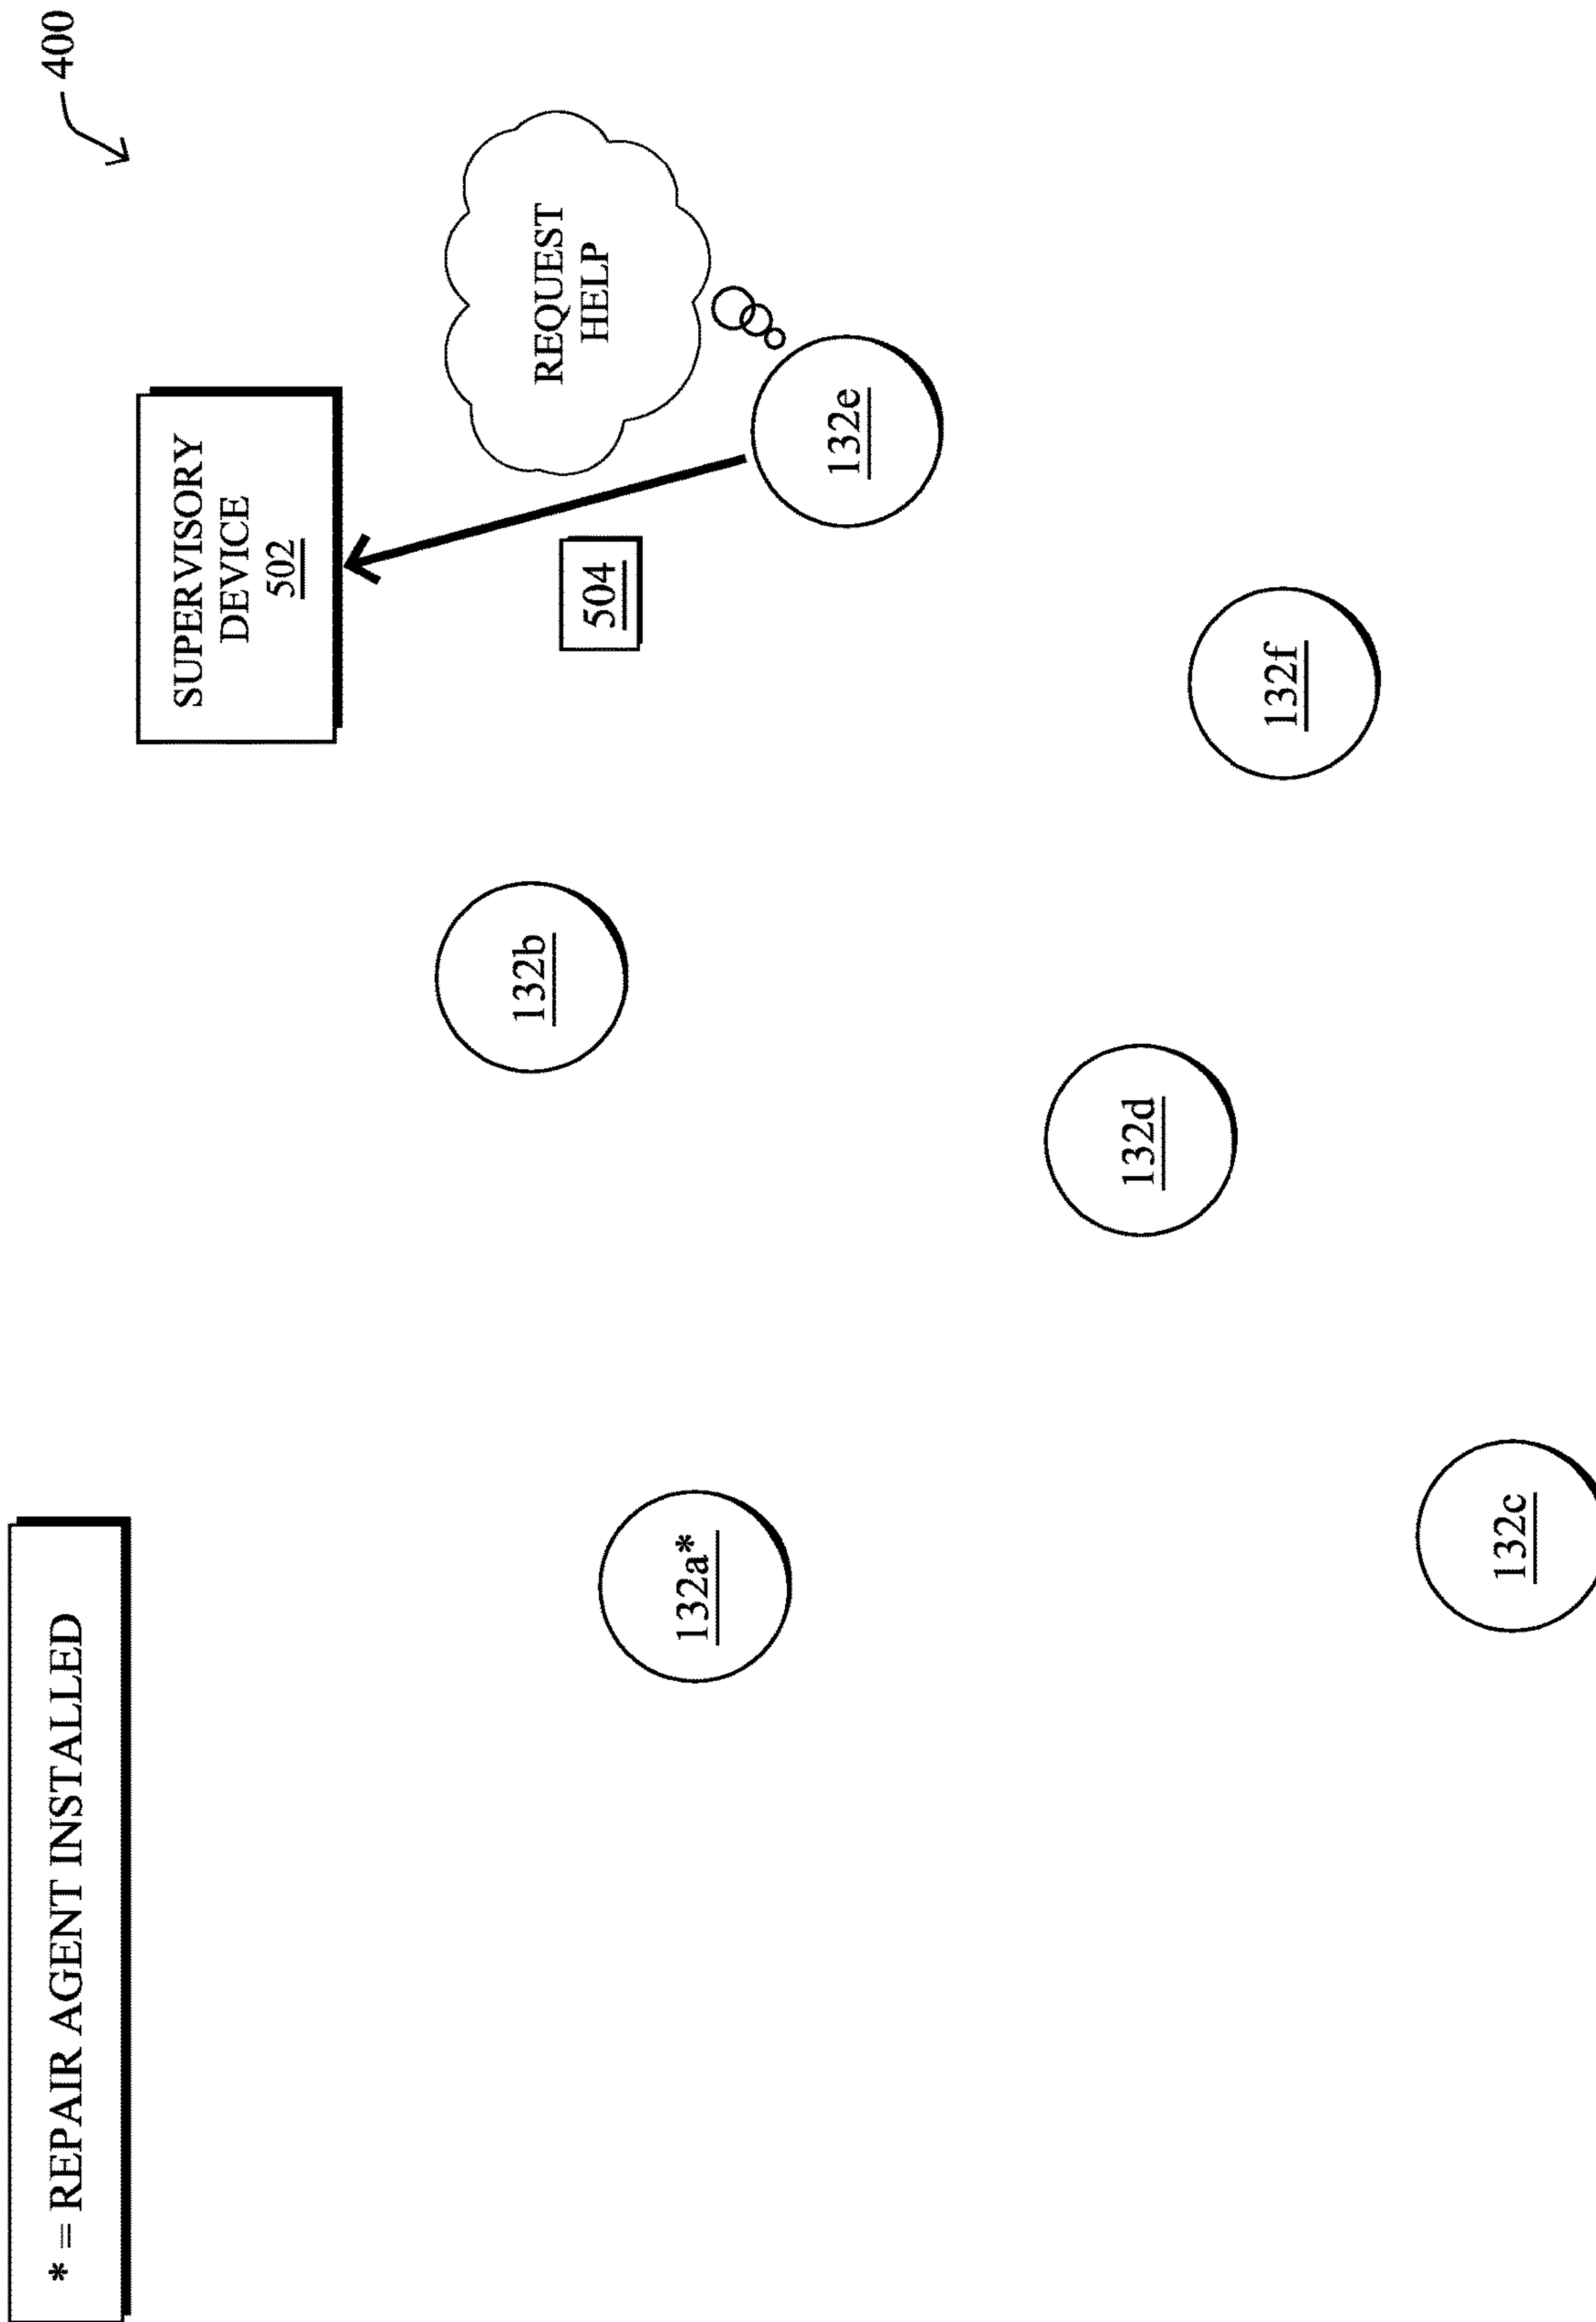 * = REPAIR AGENT INSTALLED
400
SUPERVISORY
DEVICE
502
REQUEST
HELP
504
132b
132e
132a*
132d
132f
132c